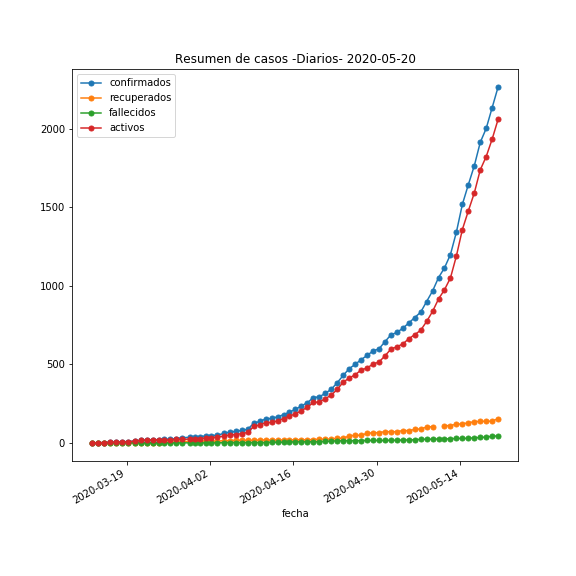 Resumen de casos -Diarios- 2020-05-20
confirmados
recuperados
fallecidos
activos
2000
1500
1000
500
0
2020-03-19
2020-04-02
2020-04-16
2020-04-30
2020-05-14
fecha